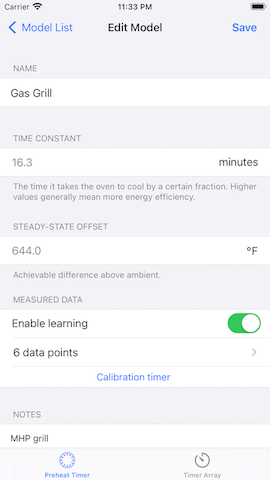 Carrier 11:33 PM
Model List Edit Model Save
NAME
Gas Grill
TIME CONSTANT
16.3 minutes
The time it takes the oven to cool by a certain fraction. Higher
values generally mean more energy efficiency.
STEADY-STATE OFFSET
644.0 °F
Achievable difference above ambient.
MEASURED DATA
Enable learning
6 data points
Calibration timer
NOTES
MHP grill
Preheat Timer Timer Array